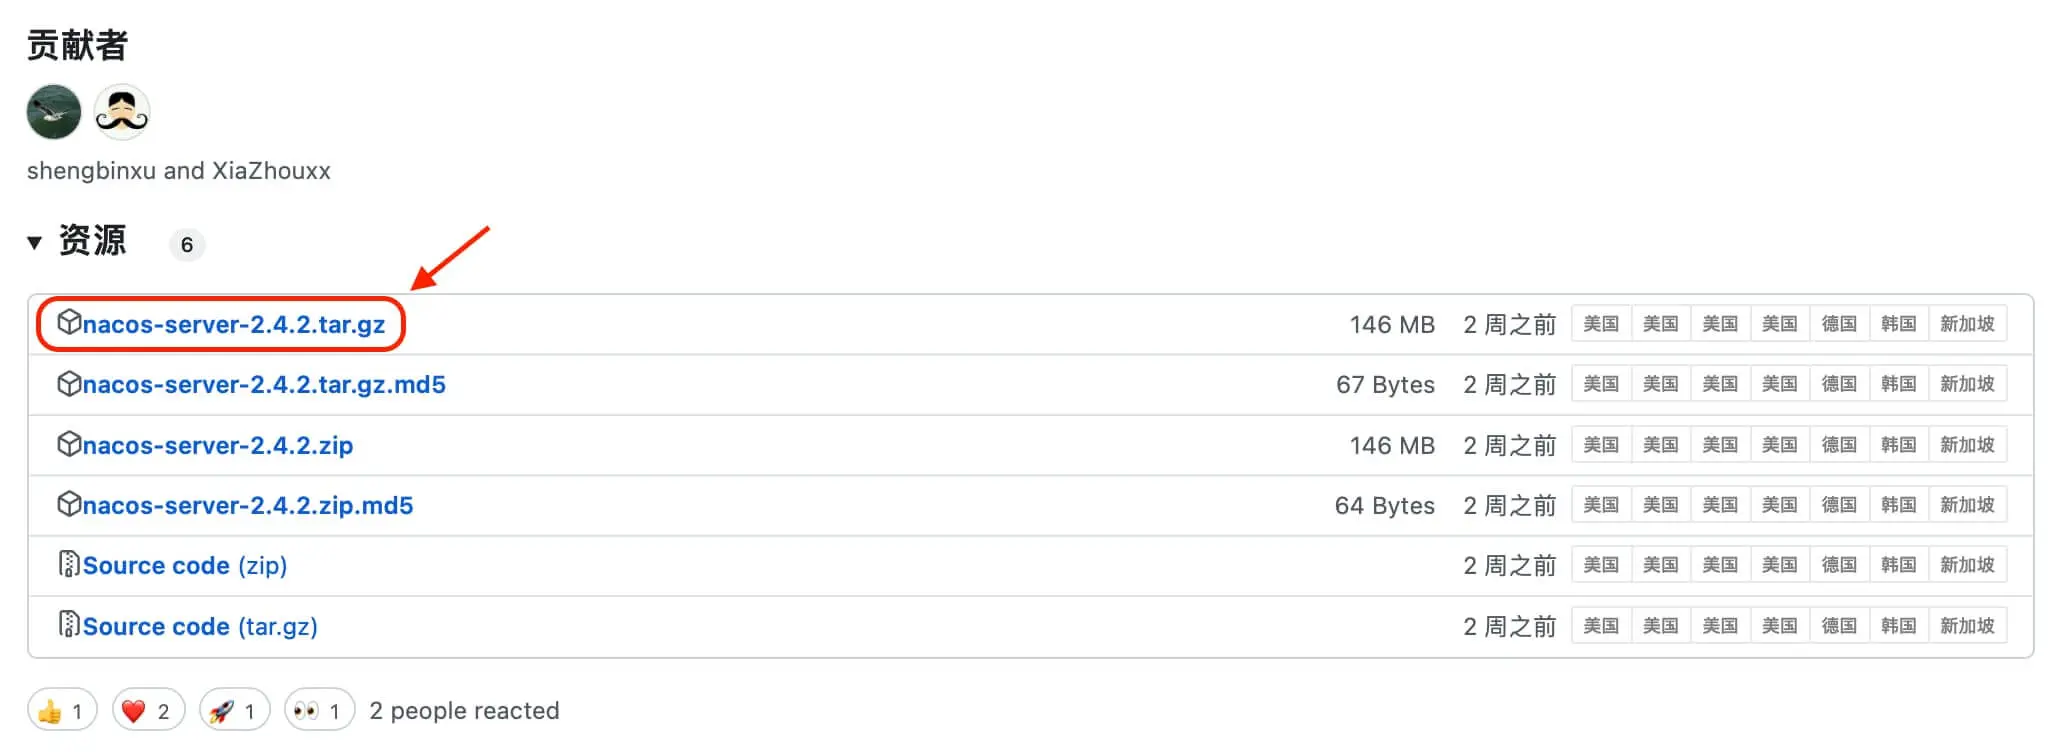 贡献者
shengbinxu and XiaZhouxx
资源 6
nacos-server-2.4.2.tar.gz 146 MB 2 周之前 美国 美国 美国 美国 德国 韩国 新加坡
nacos-server-2.4.2.tar.gz.md5 67 Bytes 2 周之前 美国 美国 美国 美国 德国 韩国 新加坡
nacos-server-2.4.2.zip 146 MB 2 周之前 美国 美国 美国 美国 德国 韩国 新加坡
nacos-server-2.4.2.zip.md5 64 Bytes 2 周之前 美国 美国 美国 美国 德国 韩国 新加坡
Source code (zip) 2 周之前 美国 美国 美国 美国 德国 韩国 新加坡
Source code (tar.gz) 2 周之前 美国 美国 美国 美国 德国 韩国 新加坡
👍 1 ❤️ 2 🚀 1 👀 1 2 people reacted